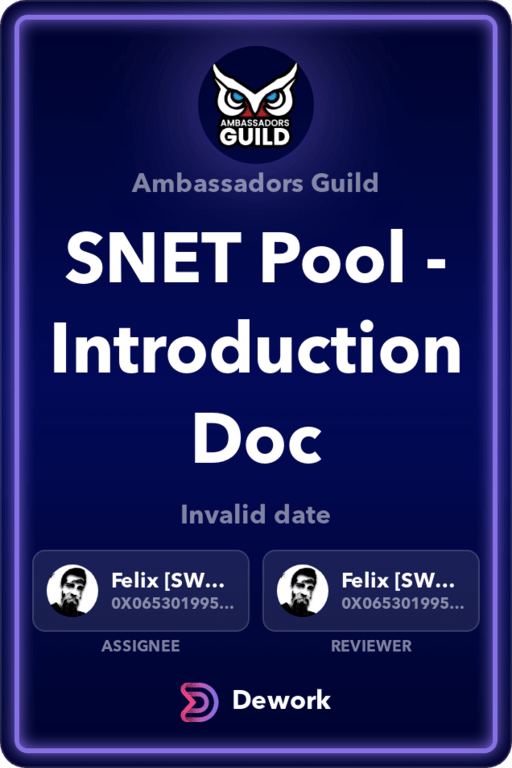 AMBASSADORS
GUILD
Ambassadors Guild
SNET Pool -
Introduction
Doc
Invalid date
Felix [SW...
0X065301995...
ASSIGNEE
Felix [SW...
0X065301995...
REVIEWER
Dework